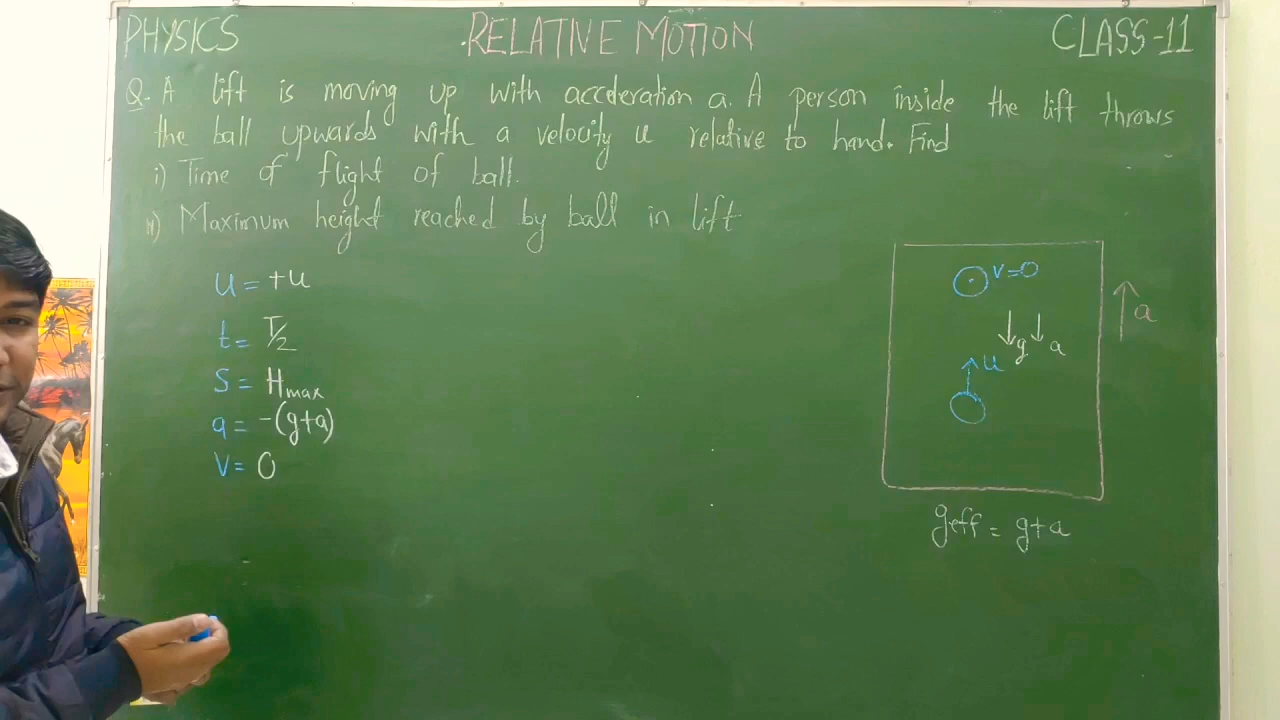 PHYSICS RELATIVE MOTION CLASS-11
Q. A lift is moving up with acceleration a. A person inside the lift throws
the ball upwards with a velocity u relative to hand. Find
i) Time of flight of ball.
ii) Maximum height reached by ball in lift
u = +u
t = T/2
S = Hmax
a = -(g+a)
V = 0
V=0
a
g a
u
geff = g+a